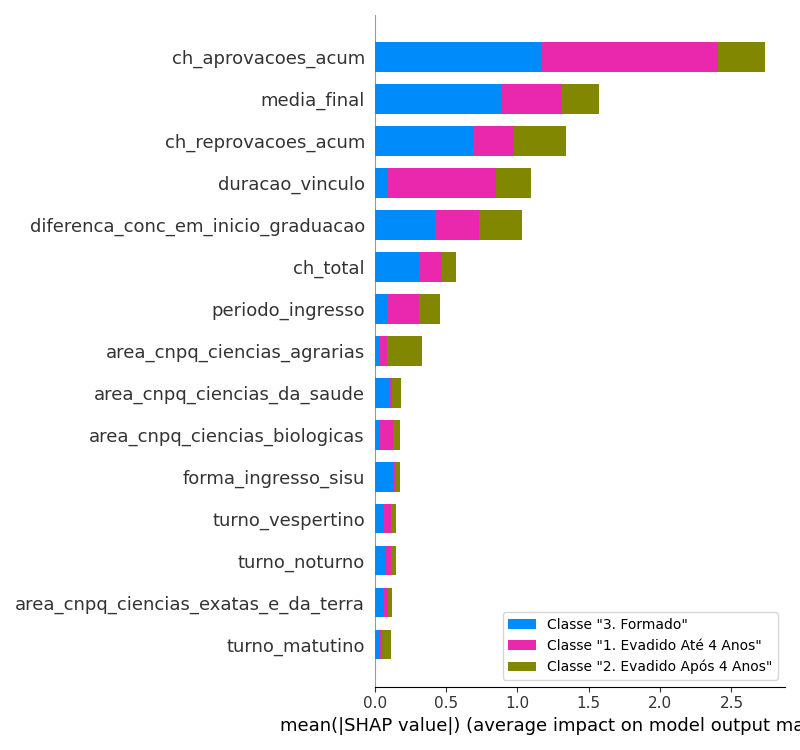 ch_aprovacoes_acum
media_final
ch_reprovacoes_acum
duracao_vinculo
diferenca_conc_em_inicio_graduacao
ch_total
periodo_ingresso
area_cnpq_ciencias_agrarias
area_cnpq_ciencias_da_saude
area_cnpq_ciencias_biologicas
forma_ingresso_sisu
turno_vespertino
turno_noturno
area_cnpq_ciencias_exatas_e_da_terra
turno_matutino
Classe "3. Formado"
Classe "1. Evadido Até 4 Anos"
Classe "2. Evadido Após 4 Anos"
0.0 0.5 1.0 1.5 2.0 2.5
mean(|SHAP value|) (average impact on model output ma